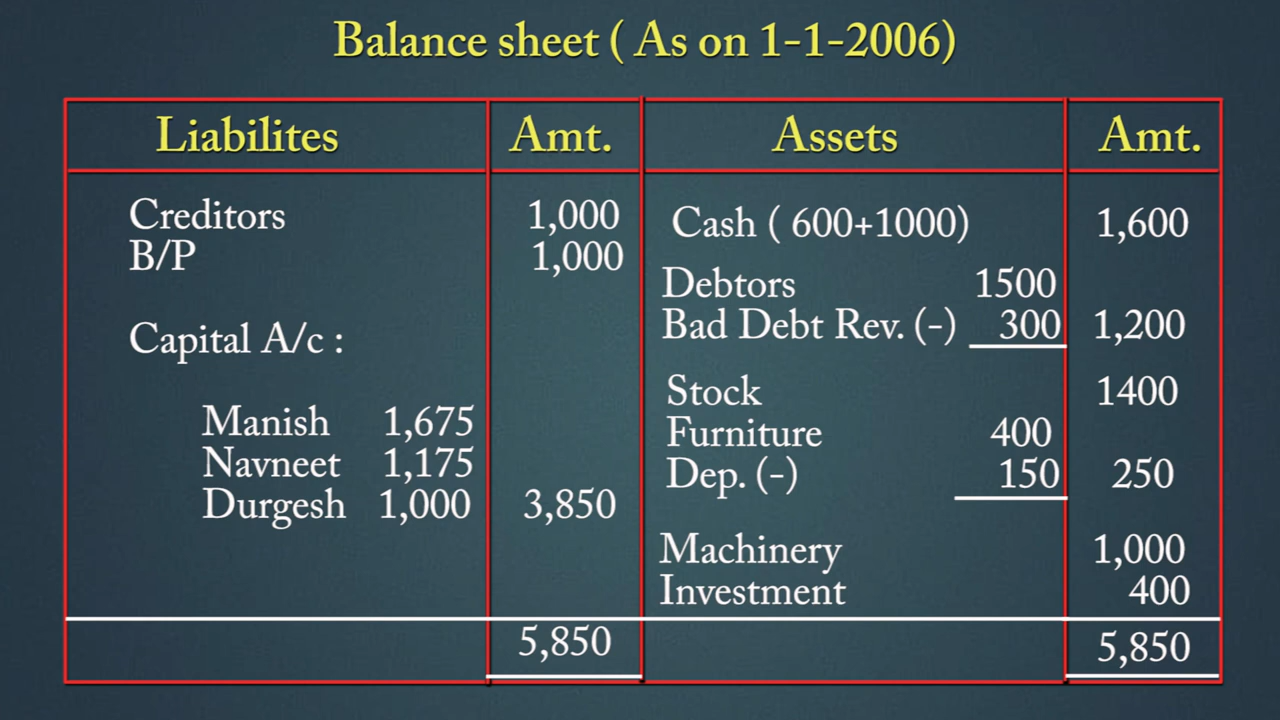 Balance sheet ( As on 1-1-2006)
Liabilites Amt. Assets Amt.
Creditors 1,000 Cash ( 600+1000) 1,600
B/P 1,000
Debtors 1500
Capital A/c : Bad Debt Rev. (-) 300 1,200
Stock 1400
Manish 1,675 Furniture 400
Navneet 1,175 Dep. (-) 150 250
Durgesh 1,000 3,850
Machinery 1,000
Investment 400
5,850 5,850